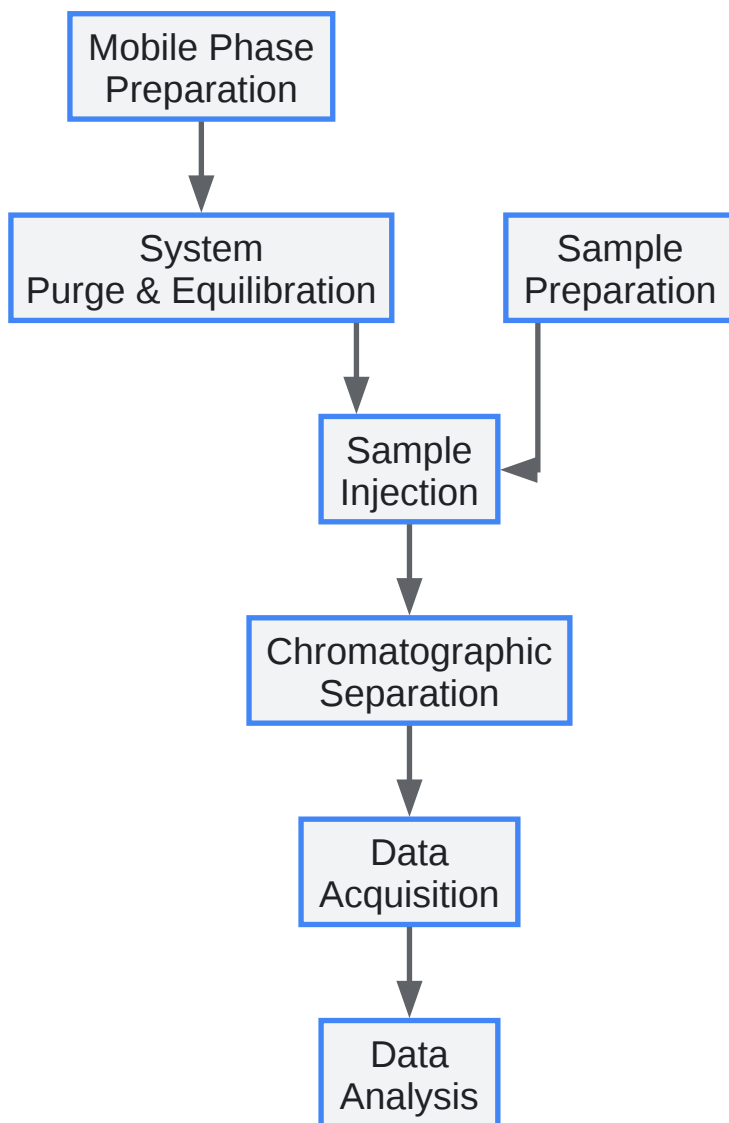 Mobile Phase
Preparation
System
Purge & Equilibration
Sample
Preparation
Sample
Injection
Chromatographic
Separation
Data
Acquisition
Data
Analysis